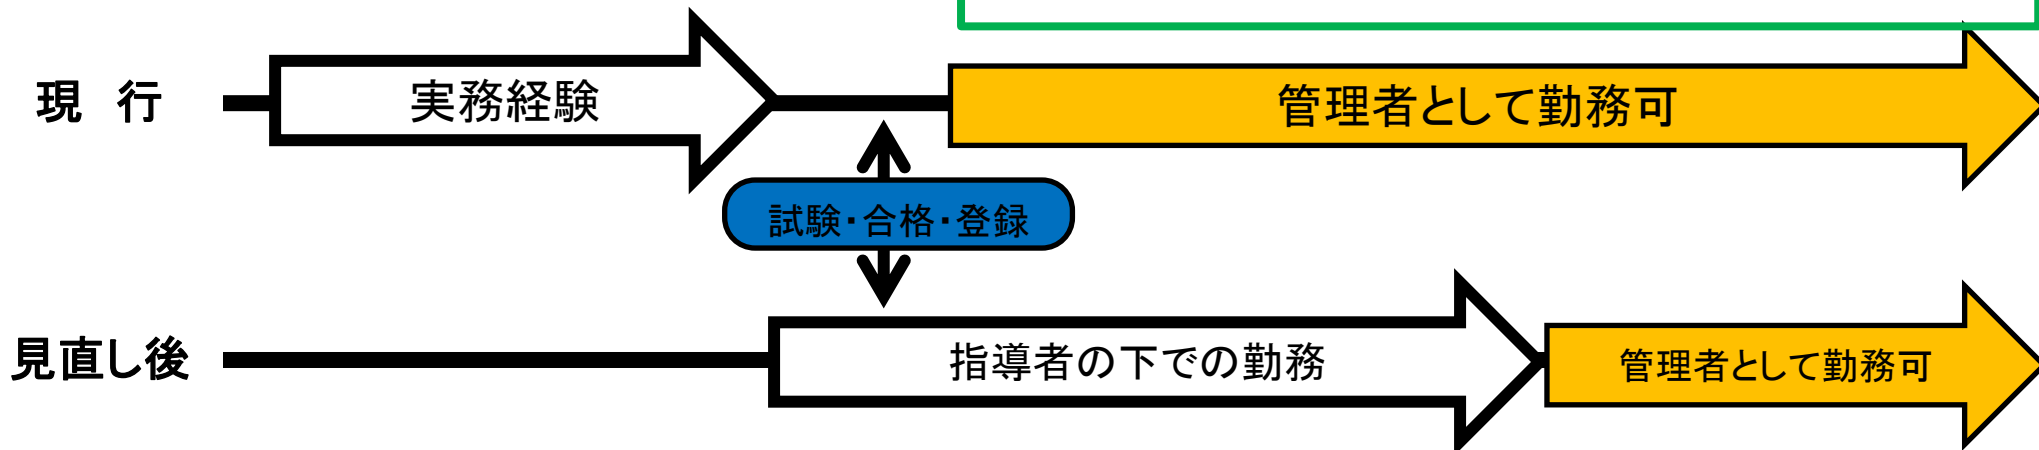 現 行
実務経験
管理者として勤務可
試験・合格・登録
見直し後
指導者の下での勤務
管理者として勤務可